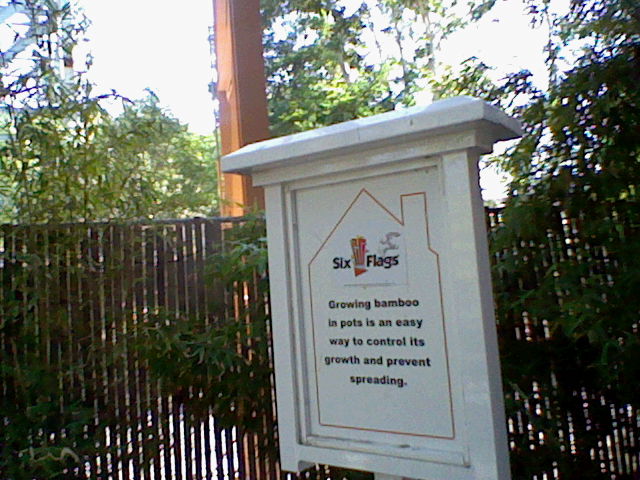 Six Flags
Growing bamboo
in pots is an easy
way to control its
growth and prevent
spreading.